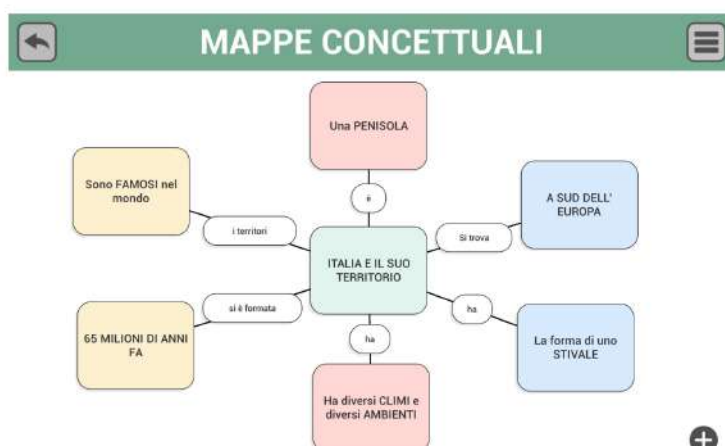 MAPPE CONCETTUALI
Una PENISOLA
Sono FAMOSI nel
mondo
è
A SUD DELL'
EUROPA
i territori
Si trova
ITALIA E IL SUO
TERRITORIO
si è formata
ha
65 MILIONI DI ANNI
FA
ha
La forma di uno
STIVALE
Ha diversi CLIMI e
diversi AMBIENTI